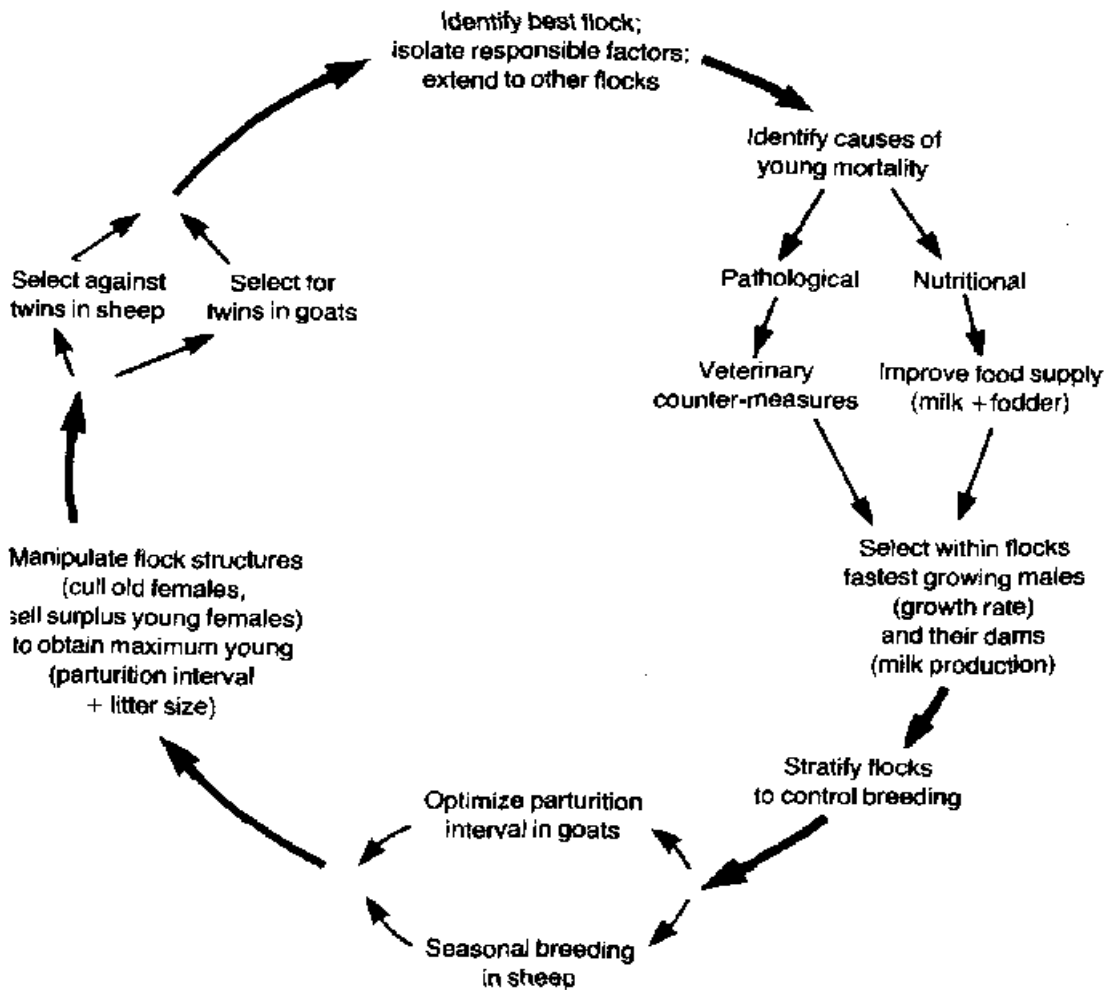 Identify best flock;
isolate responsible factors;
extend to other flocks
Identify causes of
young mortality
Pathological
Nutritional
Veterinary
counter-measures
Improve food supply
(milk + fodder)
Select within flocks
fastest growing males
(growth rate)
and their dams
(milk production)
Stratify flocks
to control breeding
Optimize parturition
interval in goats
Seasonal breeding
in sheep
Manipulate flock structures
(cull old females,
sell surplus young females)
to obtain maximum young
(parturition interval
+ litter size)
Select against
twins in sheep
Select for
twins in goats